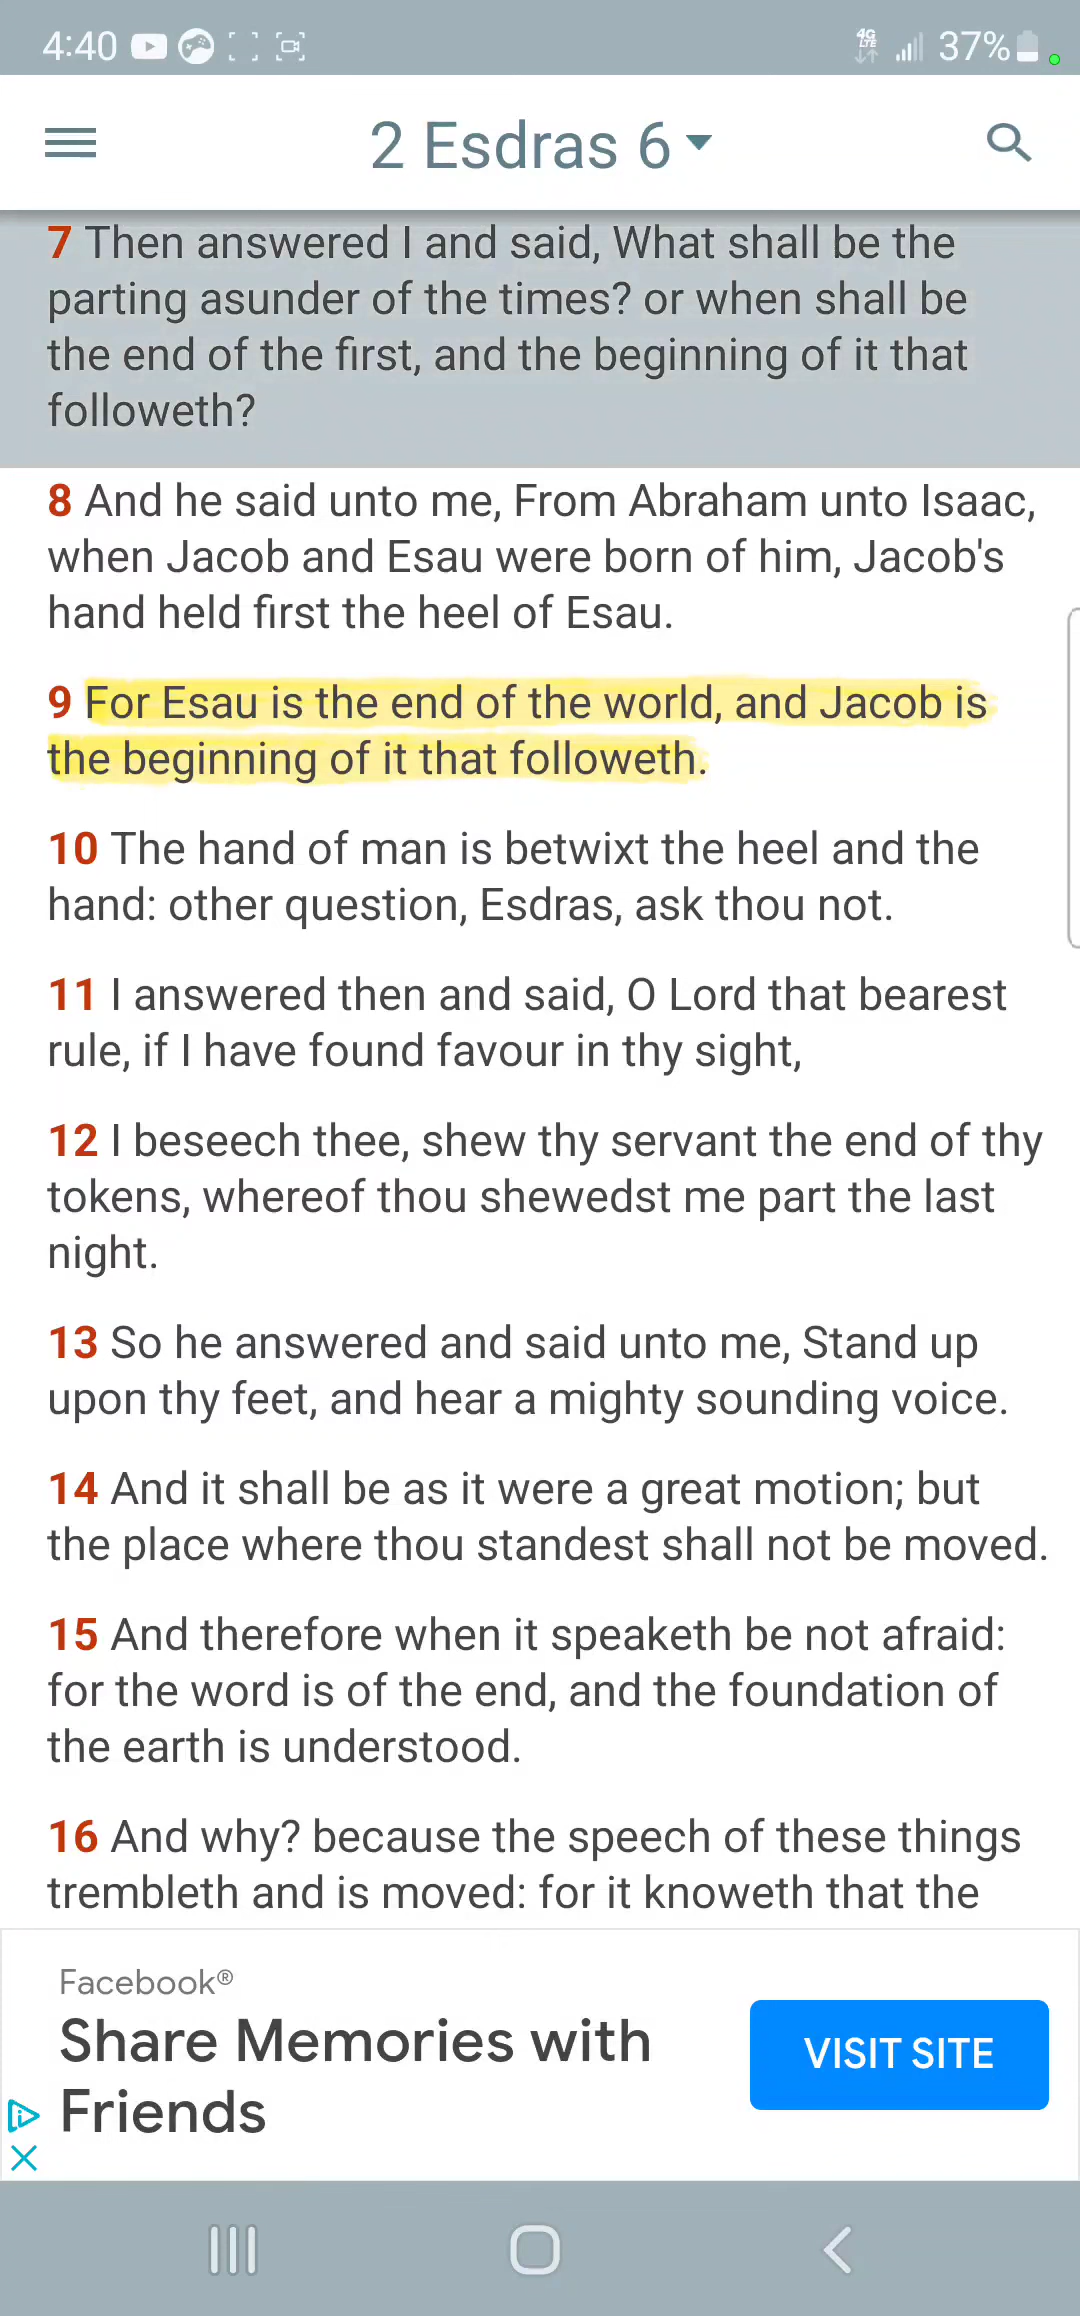 4:40
4G LTE 37%
2 Esdras 6
7 Then answered I and said, What shall be the
parting asunder of the times? or when shall be
the end of the first, and the beginning of it that
followeth?
8 And he said unto me, From Abraham unto Isaac,
when Jacob and Esau were born of him, Jacob's
hand held first the heel of Esau.
9 For Esau is the end of the world, and Jacob is
the beginning of it that followeth.
10 The hand of man is betwixt the heel and the
hand: other question, Esdras, ask thou not.
11 I answered then and said, O Lord that bearest
rule, if I have found favour in thy sight,
12 I beseech thee, shew thy servant the end of thy
tokens, whereof thou shewedst me part the last
night.
13 So he answered and said unto me, Stand up
upon thy feet, and hear a mighty sounding voice.
14 And it shall be as it were a great motion; but
the place where thou standest shall not be moved.
15 And therefore when it speaketh be not afraid:
for the word is of the end, and the foundation of
the earth is understood.
16 And why? because the speech of these things
trembleth and is moved: for it knoweth that the
Facebook®
Share Memories with
Friends
VISIT SITE